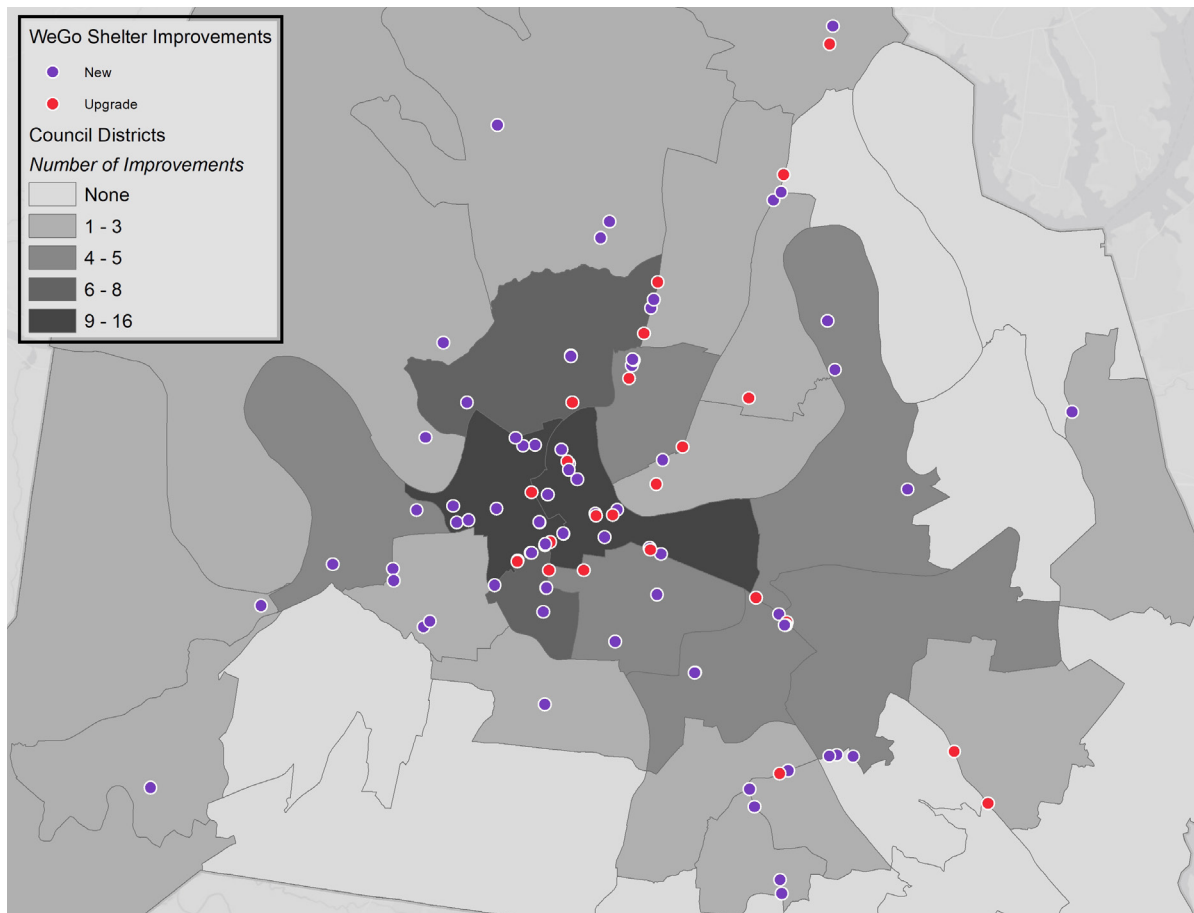 WeGo Shelter Improvements
New
Upgrade
Council Districts
Number of Improvements
None
1 - 3
4 - 5
6 - 8
9 - 16